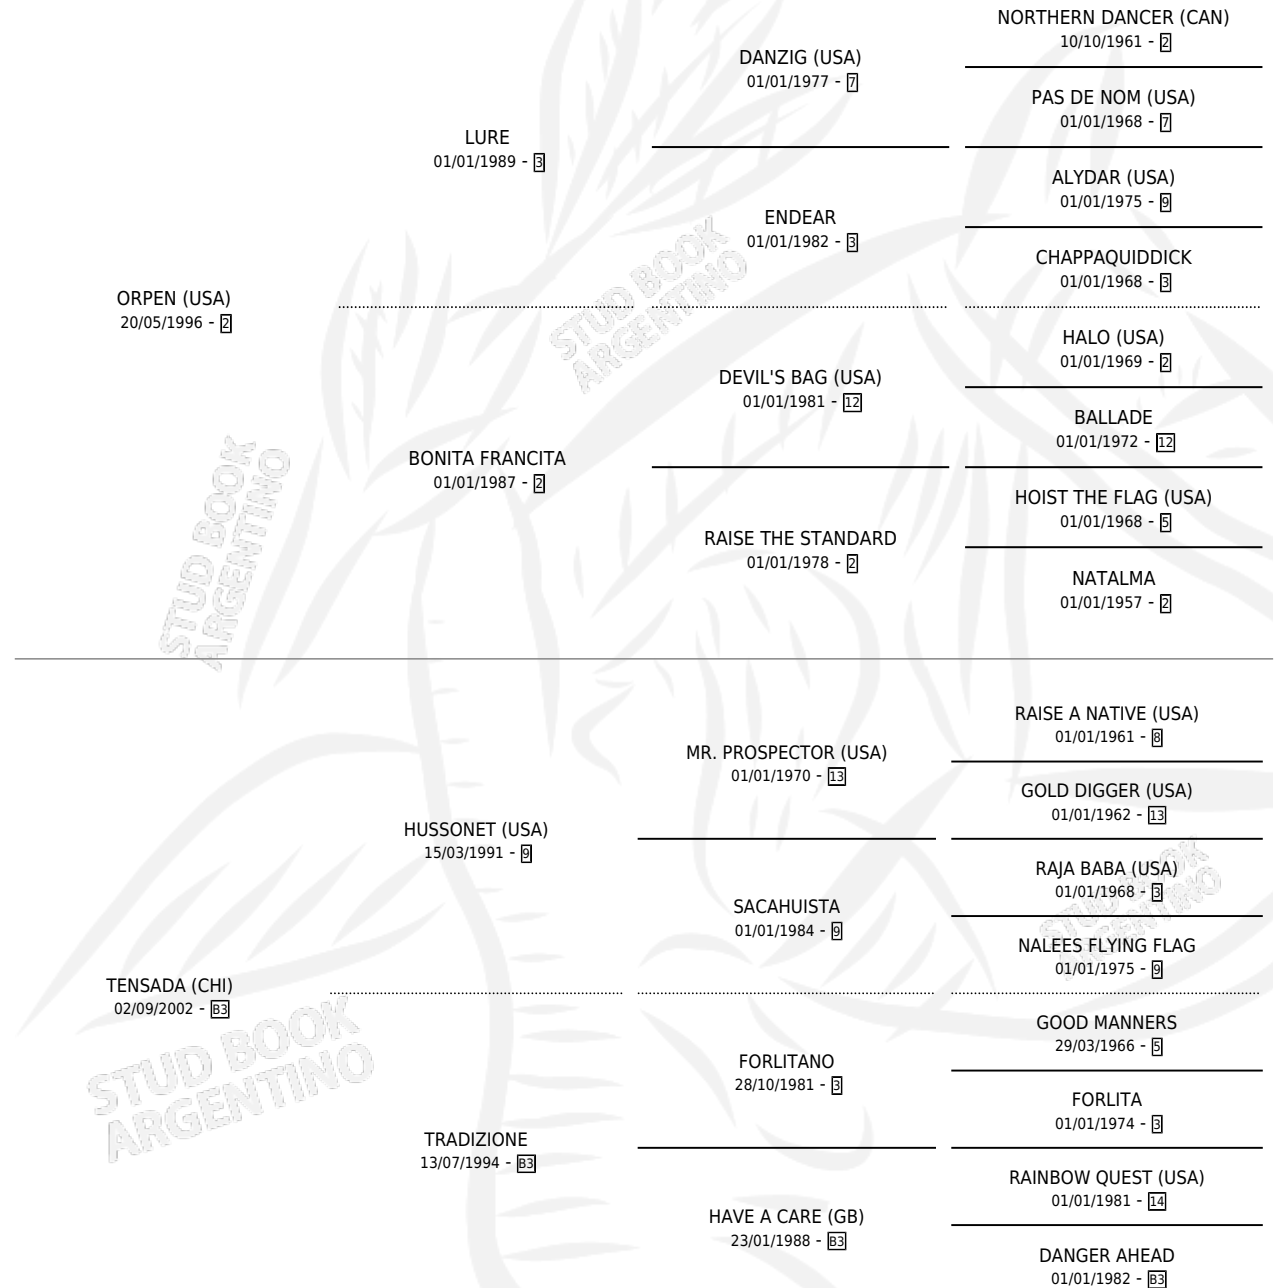 NORTHERN DANCER (CAN)
10/10/1961 - 2
DANZIG (USA)
01/01/1977 - 7
PAS DE NOM (USA)
01/01/1968 - 7
LURE
01/01/1989 - 3
ALYDAR (USA)
01/01/1975 - 9
ENDEAR
01/01/1982 - 3
CHAPPAQUIDDICK
01/01/1968 - 3
ORPEN (USA)
20/05/1996 - 2
HALO (USA)
01/01/1969 - 2
DEVIL'S BAG (USA)
01/01/1981 - 12
BALLADE
01/01/1972 - 12
BONITA FRANCITA
01/01/1987 - 2
HOIST THE FLAG (USA)
01/01/1968 - 5
RAISE THE STANDARD
01/01/1978 - 2
NATALMA
01/01/1957 - 2
RAISE A NATIVE (USA)
01/01/1961 - 8
MR. PROSPECTOR (USA)
01/01/1970 - 13
GOLD DIGGER (USA)
01/01/1962 - 13
HUSSONET (USA)
15/03/1991 - 9
RAJA BABA (USA)
01/01/1968 - 3
SACAHUISTA
01/01/1984 - 9
NALEES FLYING FLAG
01/01/1975 - 9
TENSADA (CHI)
02/09/2002 - B3
GOOD MANNERS
29/03/1966 - 5
FORLITANO
28/10/1981 - 3
FORLITA
01/01/1974 - 3
TRADIZIONE
13/07/1994 - B3
RAINBOW QUEST (USA)
01/01/1981 - 14
HAVE A CARE (GB)
23/01/1988 - B3
DANGER AHEAD
01/01/1982 - B3
STUD BOOK
ARGENTINO
STUD BOOK
ARGENTINO
STUD BOOK
ARGENTINO
STUD BOOK
ARGENTINO